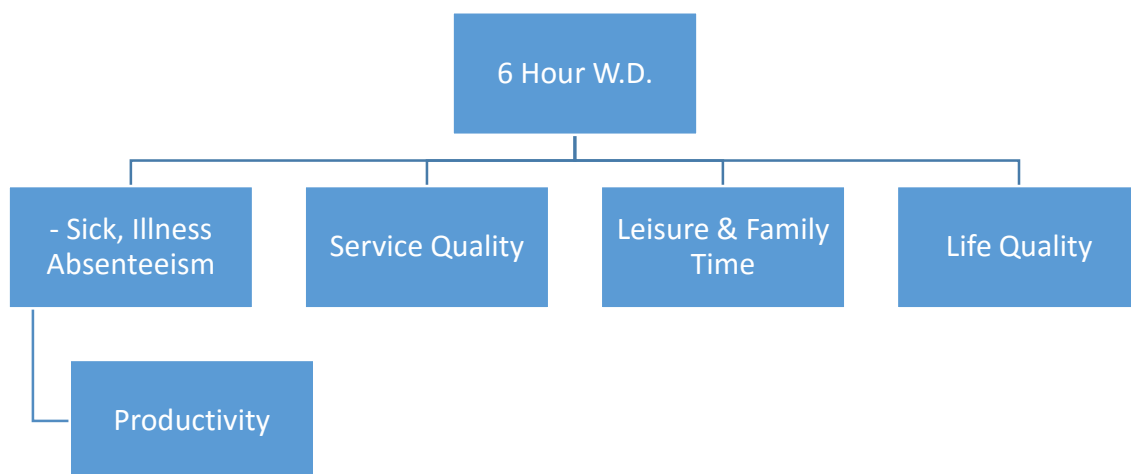 6 Hour W.D.
- Sick, Illness
Absenteeism
Service Quality
Leisure & Family
Time
Life Quality
Productivity